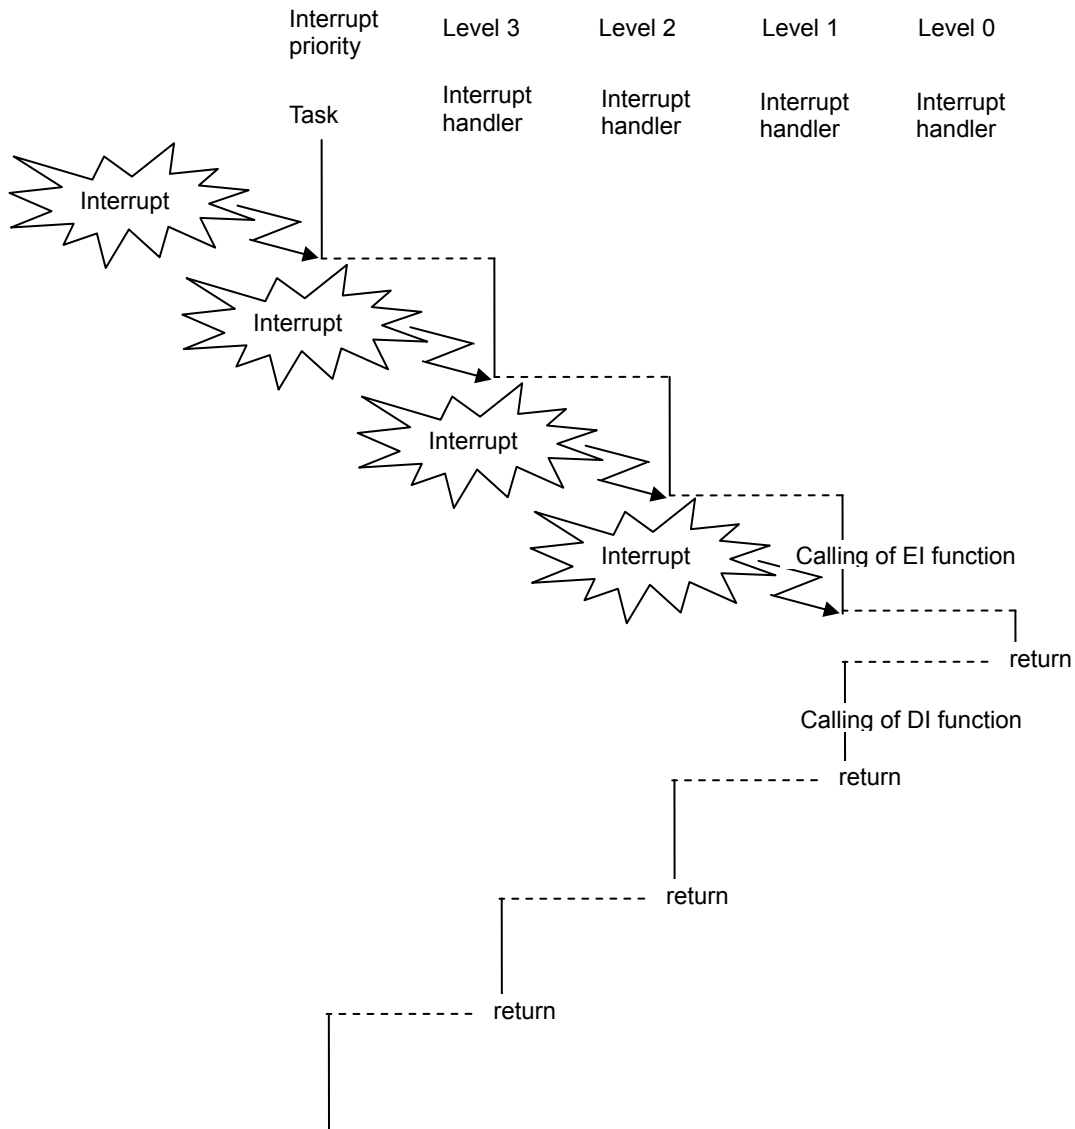 Interrupt
priority
Level 3
Level 2
Level 1
Level 0
Task
Interrupt
handler
Interrupt
handler
Interrupt
handler
Interrupt
handler
Interrupt
Interrupt
Interrupt
Interrupt
Calling of EI function
return
Calling of DI function
return
return
return